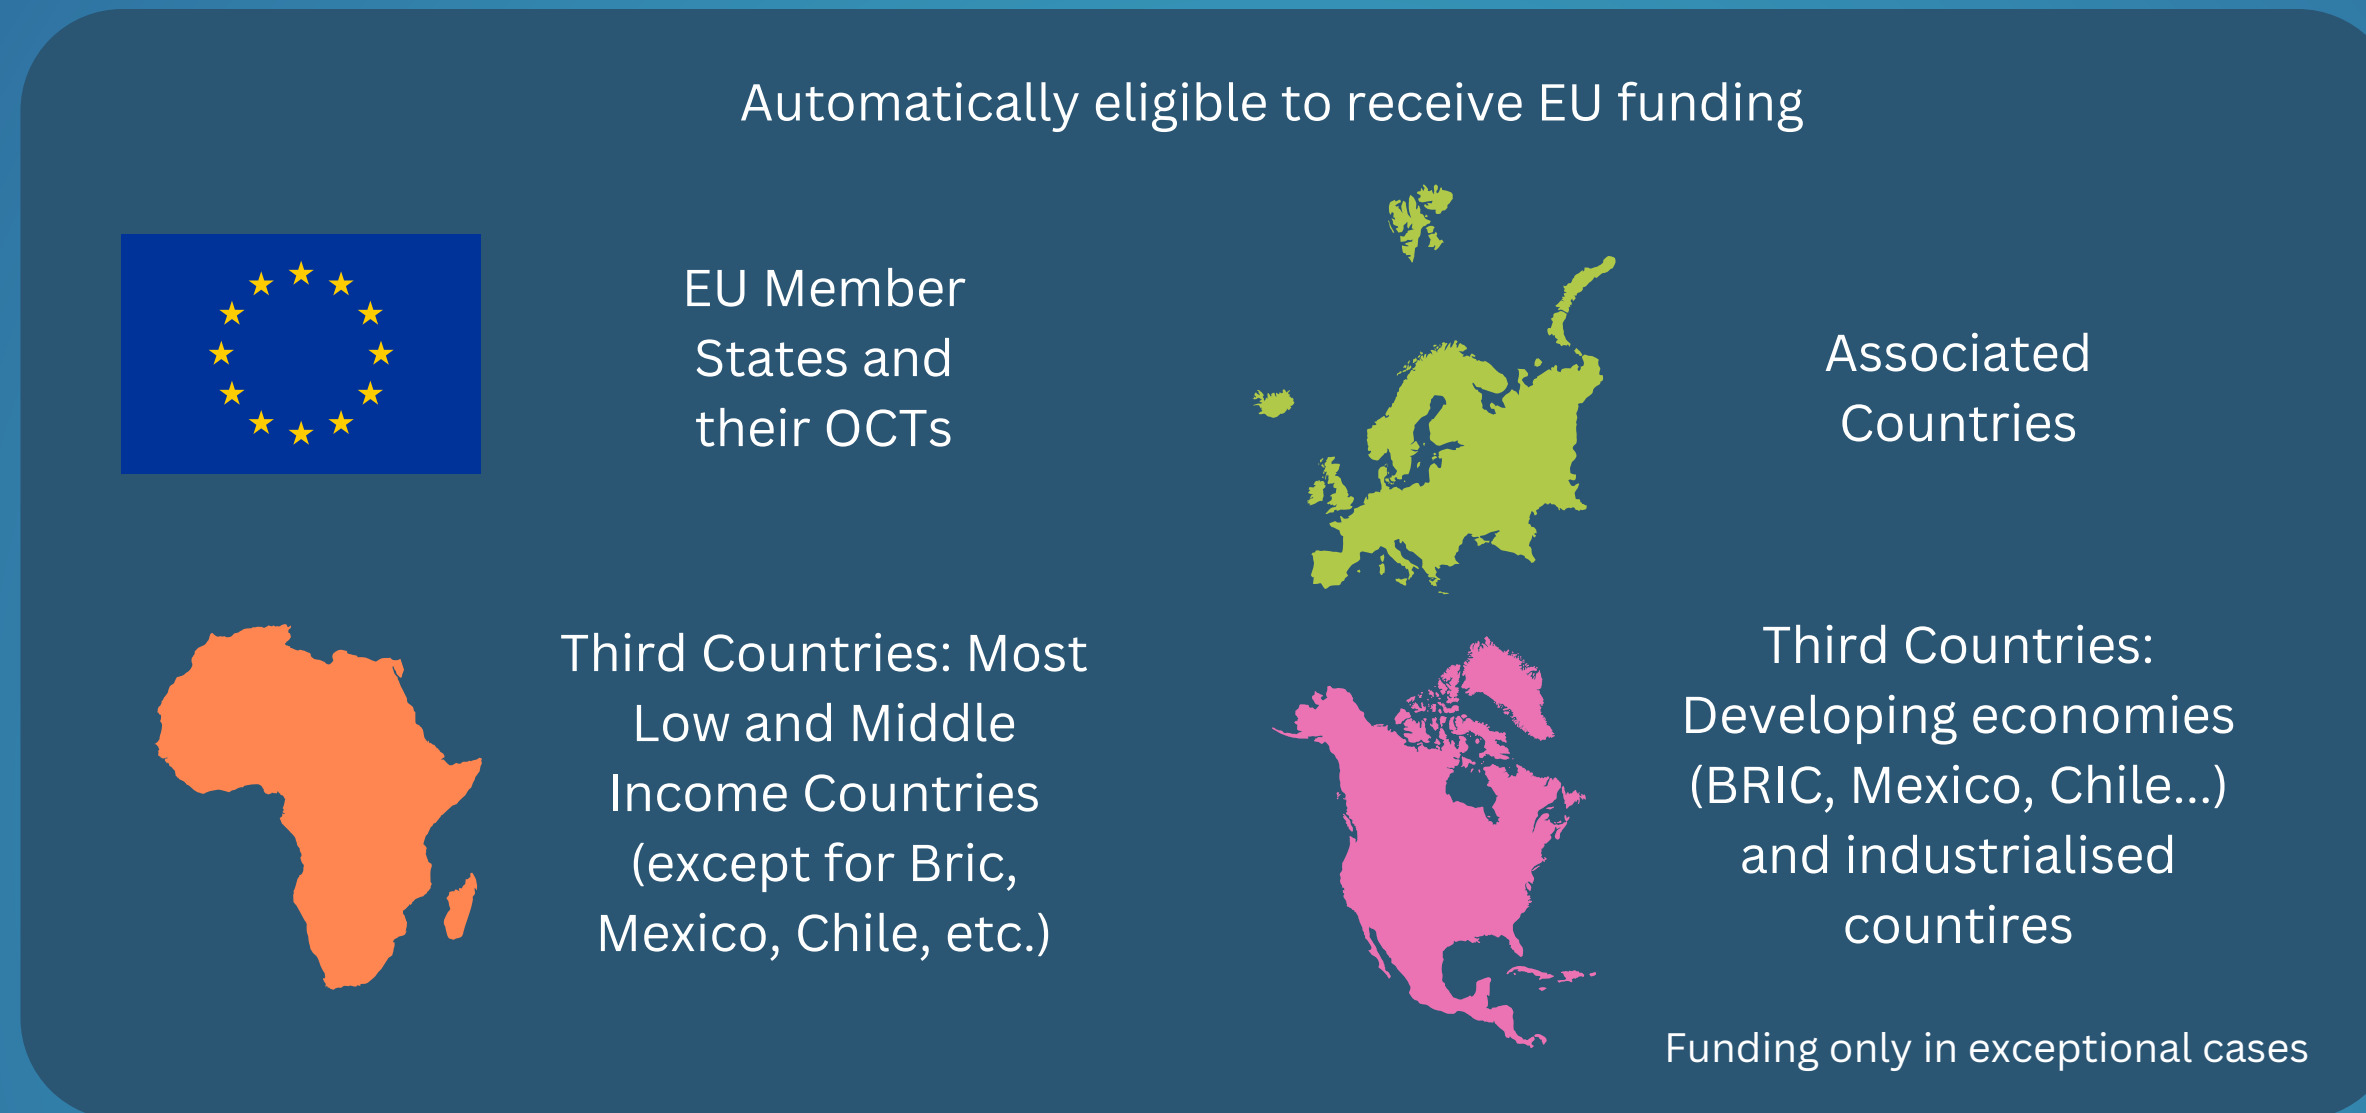 Automatically eligible to receive EU funding
EU Member
States and
their OCTs
Associated
Countries
Third Countries: Most
Low and Middle
Income Countries
(except for Bric,
Mexico, Chile, etc.)
Third Countries:
Developing economies
(BRIC, Mexico, Chile...)
and industrialised
countires
Funding only in exceptional cases